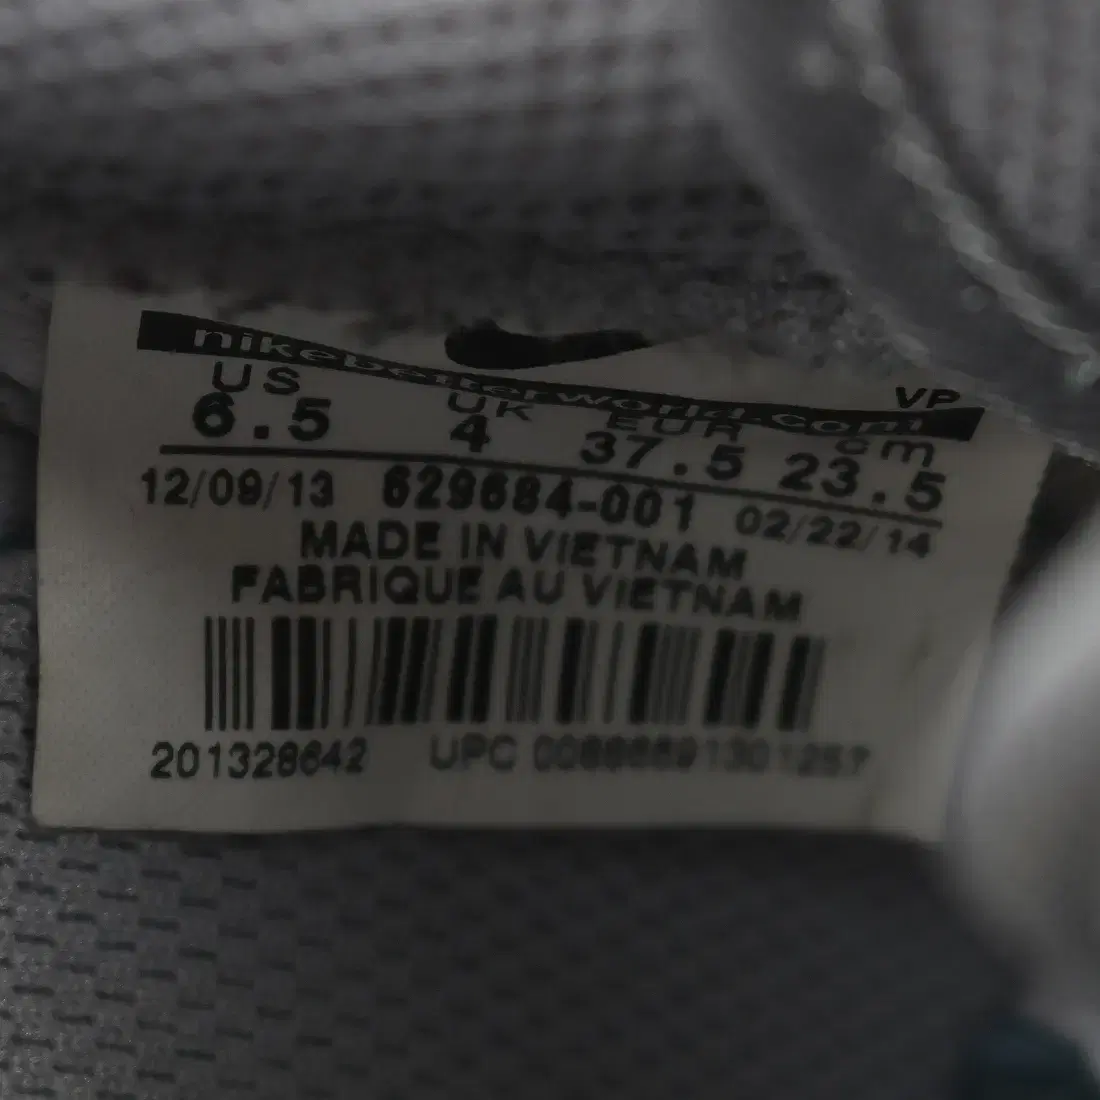 nikebetterworld.com
VP
US UK EUR cm
6.5 4 37.5 23.5
12/09/13 629684-001 02/22/14
MADE IN VIETNAM
FABRIQUE AU VIETNAM
201328642 UPC